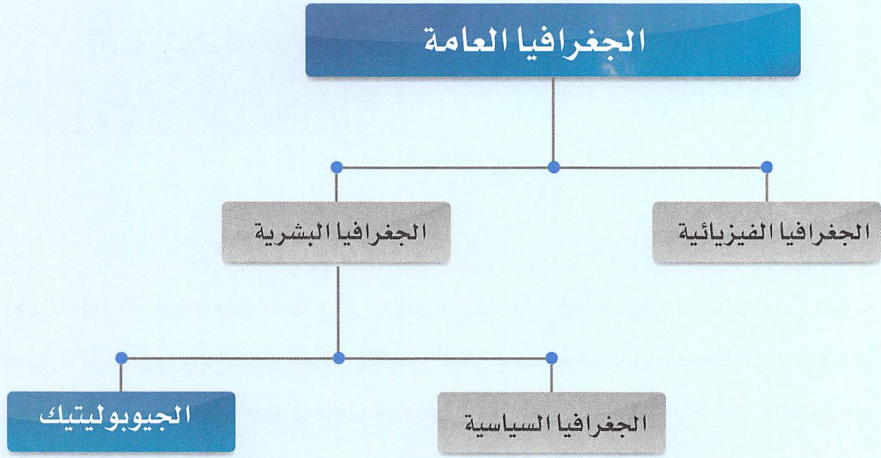 الجغرافيا العامة
الجغرافيا الفيزيائية
الجغرافيا البشرية
الجغرافيا السياسية
الجيوبوليتيك